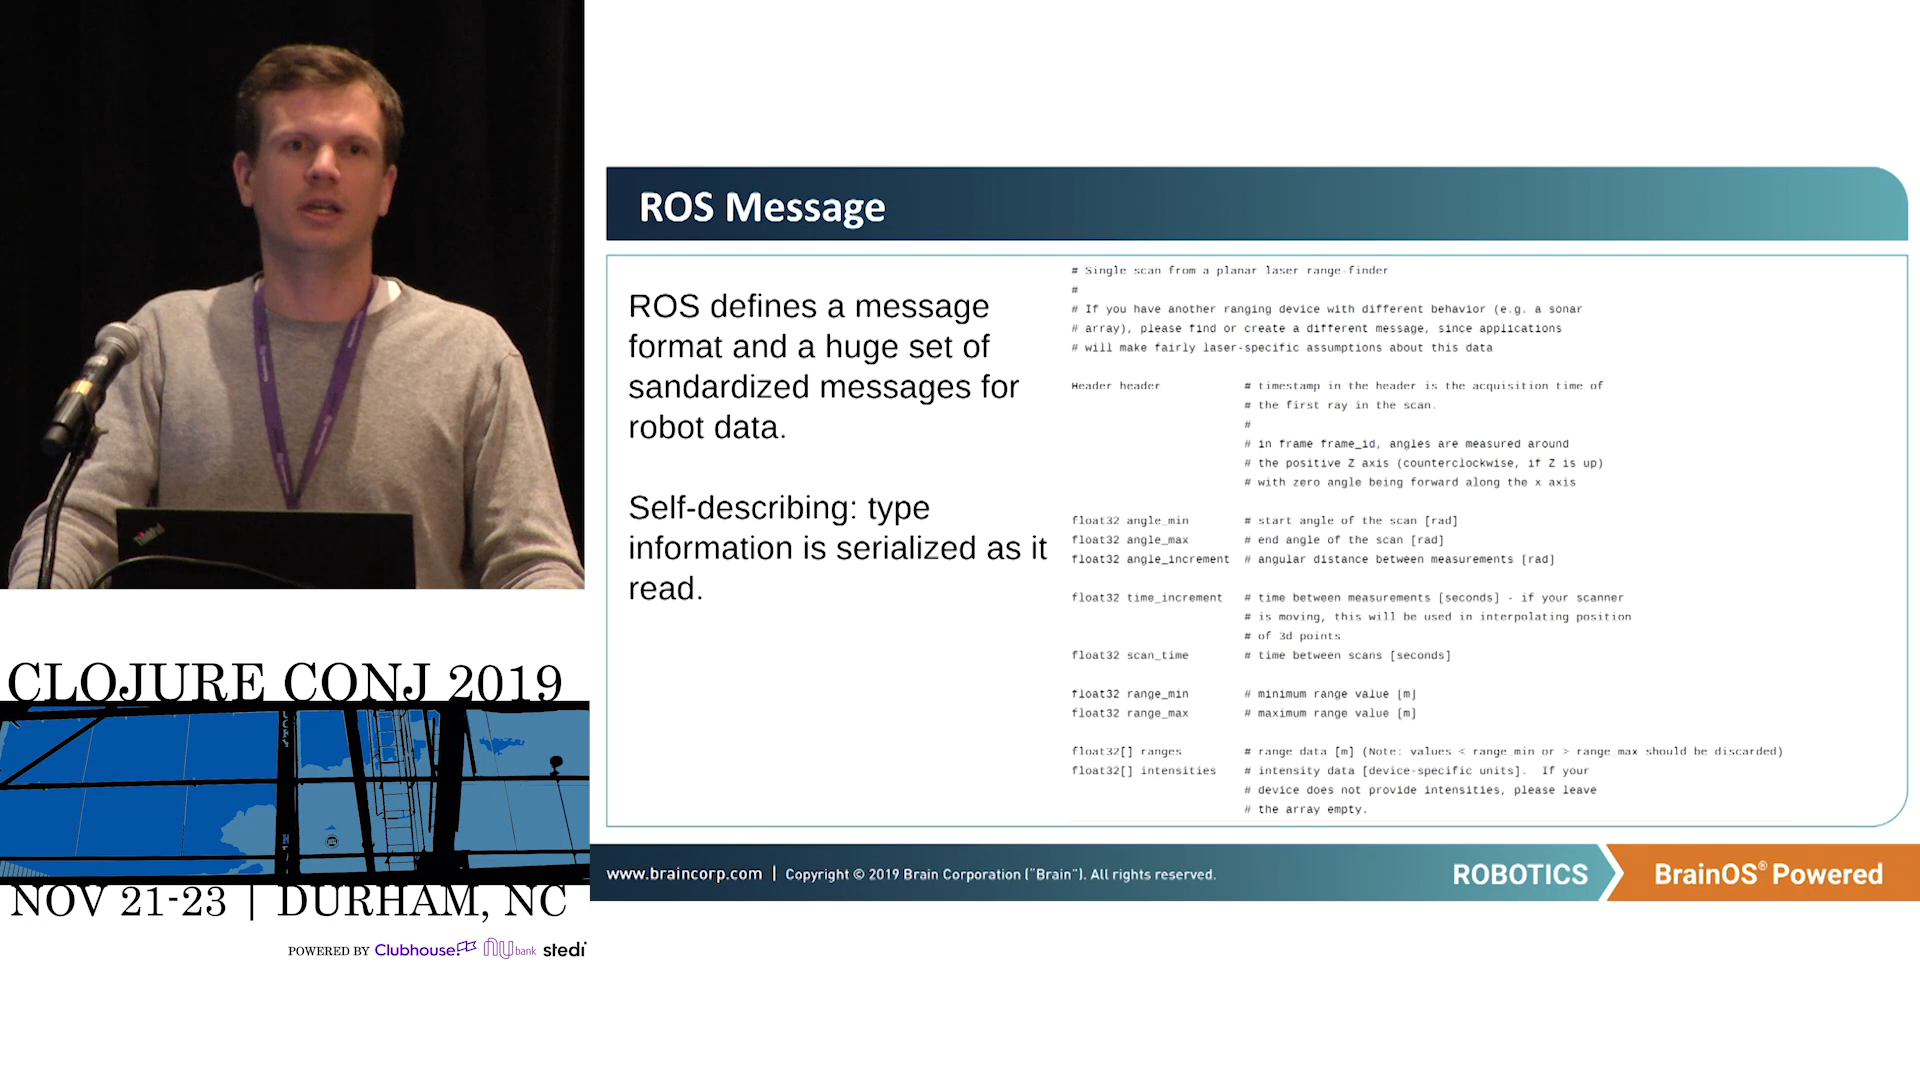 ROS Message
ROS defines a message
format and a huge set of
sandardized messages for
robot data.
Self-describing: type
information is serialized as it
read.
# Single scan from a planar laser range-finder
#
# If you have another ranging device with different behavior (e.g. a sonar
# array), please find or create a different message, since applications
# will make fairly laser-specific assumptions about this data
Header header # timestamp in the header is the acquisition time of
# the first ray in the scan.
#
# in frame frame_id, angles are measured around
# the positive Z axis (counterclockwise, if Z is up)
# with zero angle being forward along the x axis
float32 angle_min # start angle of the scan [rad]
float32 angle_max # end angle of the scan [rad]
float32 angle_increment # angular distance between measurements [rad]
float32 time_increment # time between measurements [seconds] - if your scanner
# is moving, this will be used in interpolating position
# of 3d points
float32 scan_time # time between scans [seconds]
float32 range_min # minimum range value [m]
float32 range_max # maximum range value [m]
float32[] ranges # range data [m] (Note: values < range_min or > range_max should be discarded)
float32[] intensities # intensity data [device-specific units].  If your
# device does not provide intensities, please leave
# the array empty.
www.braincorp.com | Copyright © 2019 Brain Corporation ("Brain"). All rights reserved.
ROBOTICS
BrainOS® Powered
ThinkPad
CLOJURE CONJ 2019
NOV 21-23 | DURHAM, NC
POWERED BY Clubhouse nu bank stedi